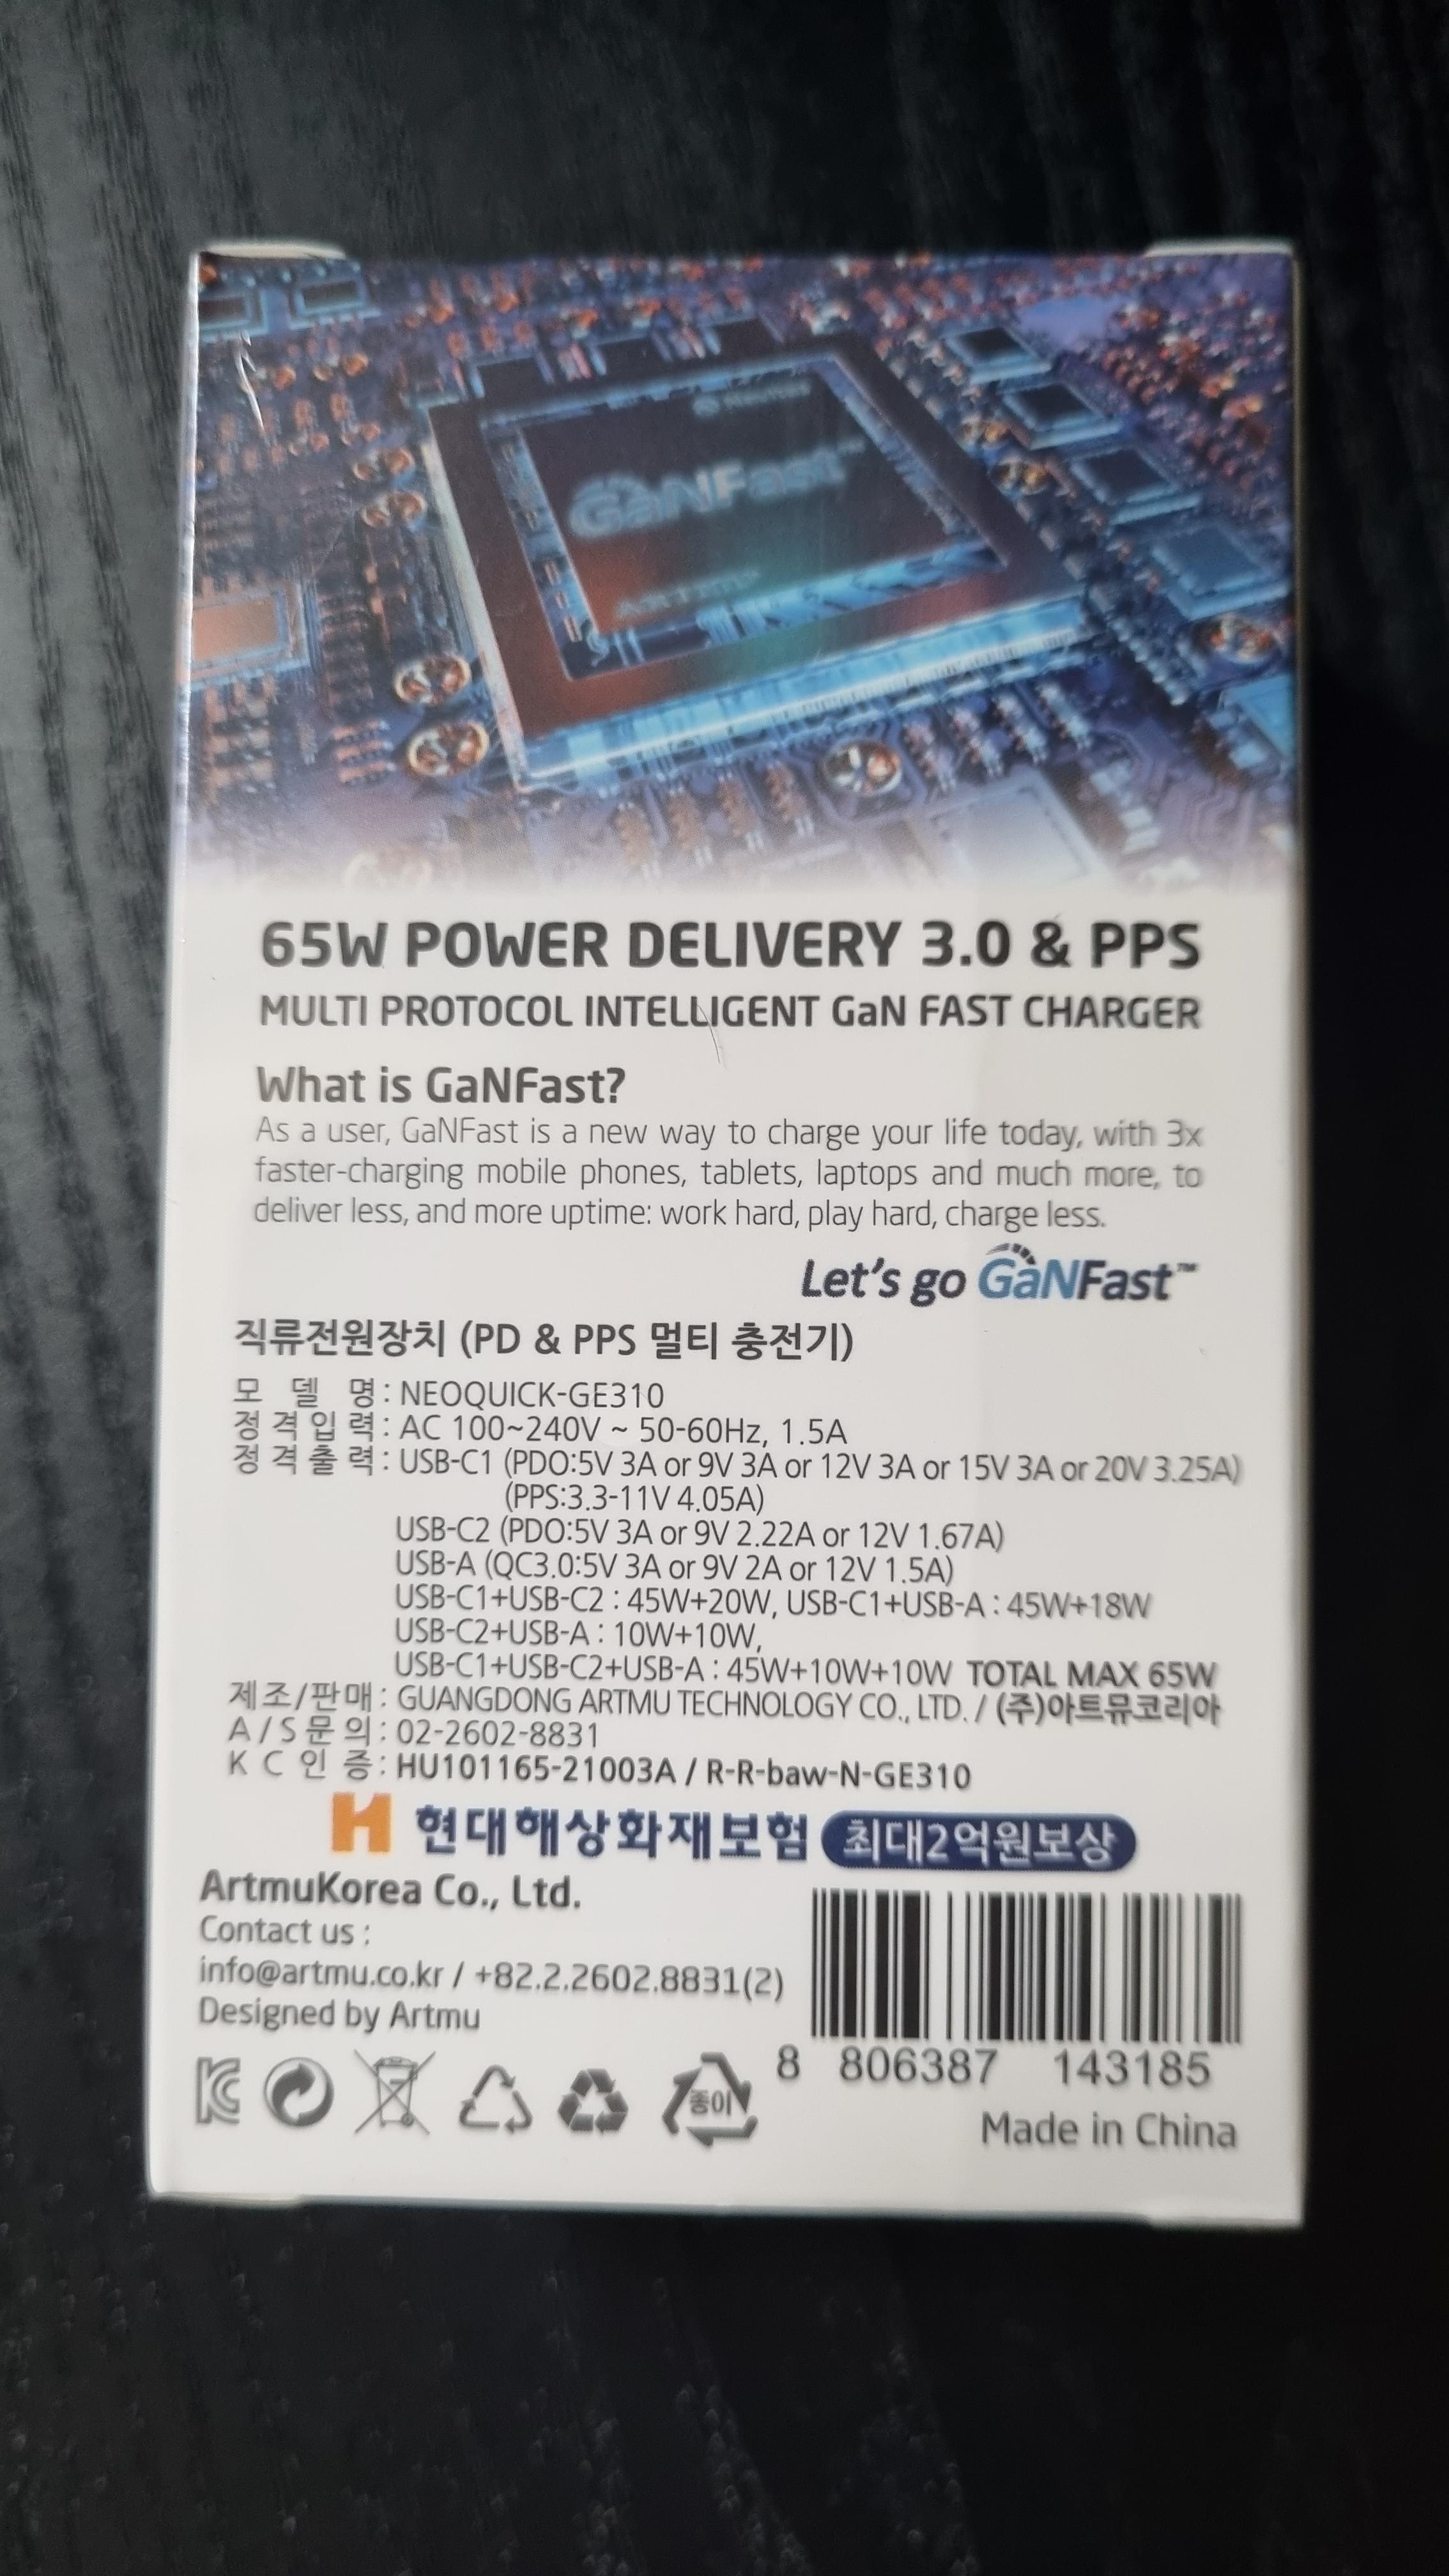 GaNFast™
65W POWER DELIVERY 3.0 & PPS
MULTI PROTOCOL INTELLIGENT GaN FAST CHARGER
What is GaNFast?
As a user, GaNFast is a new way to charge your life today, with 3x
faster-charging mobile phones, tablets, laptops and much more, to
deliver less, and more uptime: work hard, play hard, charge less.
Let's go GaNFast™
직류전원장치 (PD & PPS 멀티 충전기)
모 델 명 : NEOQUICK-GE310
정격입력 : AC 100~240V ~ 50-60Hz, 1.5A
정격출력 : USB-C1 (PDO:5V 3A or 9V 3A or 12V 3A or 15V 3A or 20V 3.25A)
(PPS:3.3-11V 4.05A)
USB-C2 (PDO:5V 3A or 9V 2.22A or 12V 1.67A)
USB-A (QC3.0:5V 3A or 9V 2A or 12V 1.5A)
USB-C1+USB-C2 : 45W+20W, USB-C1+USB-A : 45W+18W
USB-C2+USB-A : 10W+10W,
USB-C1+USB-C2+USB-A : 45W+10W+10W TOTAL MAX 65W
제조/판매 : GUANGDONG ARTMU TECHNOLOGY CO., LTD. / (주)아트뮤코리아
A/S문의 : 02-2602-8831
KC인증 : HU101165-21003A / R-R-baw-N-GE310
현대해상화재보험 최대2억원보상
ArtmuKorea Co., Ltd.
Contact us :
info@artmu.co.kr / +82.2.2602.8831(2)
Designed by Artmu
8 806387 143185
종이
Made in China